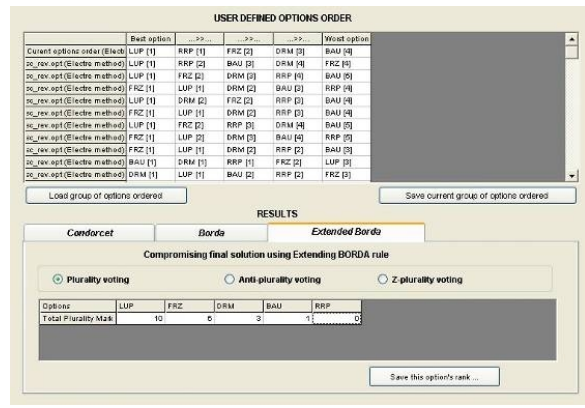 USER DEFINED OPTIONS ORDER
Best option ...>>... ...>>... ...>>... Worst option
Curent options order (Electr LUP [1] RRP [1] FRZ [2] DRM [3] BAU [4]
sc_rev.opt (Electre method) LUP [1] RRP [2] BAU [3] DRM [4] FRZ [4]
sc_rev.opt (Electre method) LUP [1] FRZ [2] DRM [3] RRP [4] BAU [5]
sc_rev.opt (Electre method) FRZ [1] LUP [1] DRM [2] BAU [3] RRP [4]
sc_rev.opt (Electre method) LUP [1] DRM [2] FRZ [2] RRP [3] BAU [4]
sc_rev.opt (Electre method) FRZ [1] LUP [1] DRM [2] RRP [3] BAU [4]
sc_rev.opt (Electre method) LUP [1] FRZ [2] RRP [3] DRM [4] BAU [5]
sc_rev.opt (Electre method) FRZ [1] LUP [2] DRM [3] BAU [4] RRP [5]
sc_rev.opt (Electre method) FRZ [1] LUP [1] DRM [2] RRP [2] BAU [3]
sc_rev.opt (Electre method) BAU [1] DRM [1] RRP [1] FRZ [2] LUP [3]
sc_rev.opt (Electre method) DRM [1] LUP [1] BAU [2] RRP [2] FRZ [3]
Load group of options ordered Save current group of options ordered
RESULTS
Condorcet Borda Extended Borda
Compromising final solution using Extending BORDA rule
Plurality voting Anti-plurality voting Z-plurality voting
Options LUP FRZ DRM BAU RRP
Total Plurality Mark 10 6 3 1 0
Save this option's rank ...